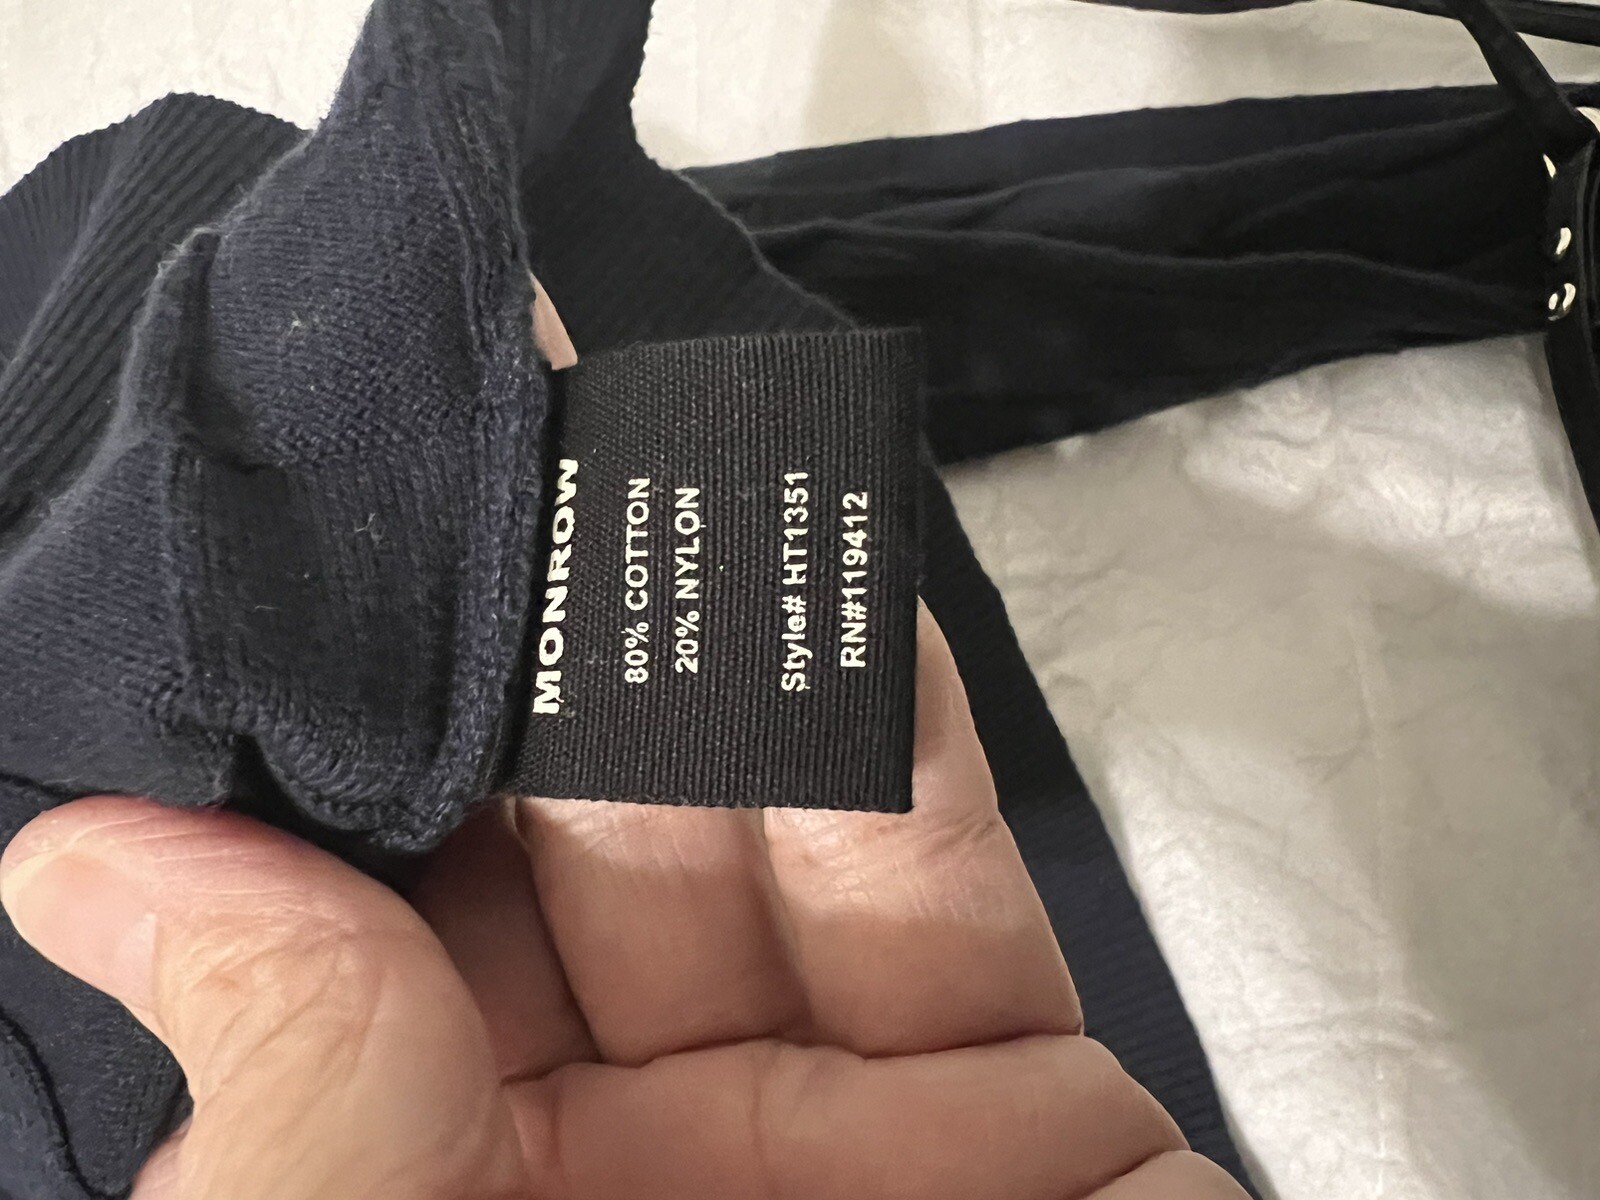 MONROW
80% COTTON
20% NYLON
Style# HT1351
RN#119412